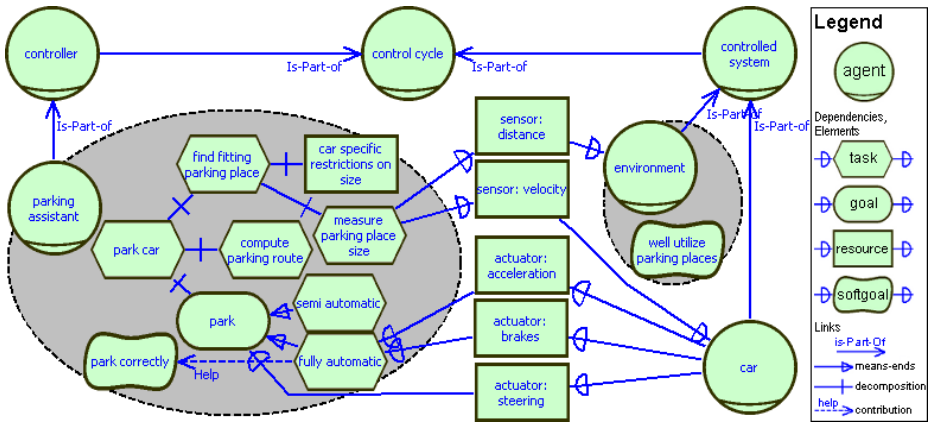 controller
Is-Part-of
control cycle
Is-Part-of
controlled
system
Is-Part-of
Is-Part-of
Is-Part-of
parking
assistant
find fitting
parking place
car specific
restrictions on
size
park car
compute
parking route
measure
parking place
size
semi automatic
park
fully automatic
park correctly
Help
sensor:
distance
sensor: velocity
actuator:
acceleration
actuator:
brakes
actuator:
steering
environment
well utilize
parking places
car
Legend
agent
Dependencies,
Elements
task
goal
resource
softgoal
Links
is-Part-Of
means-ends
decomposition
help
contribution